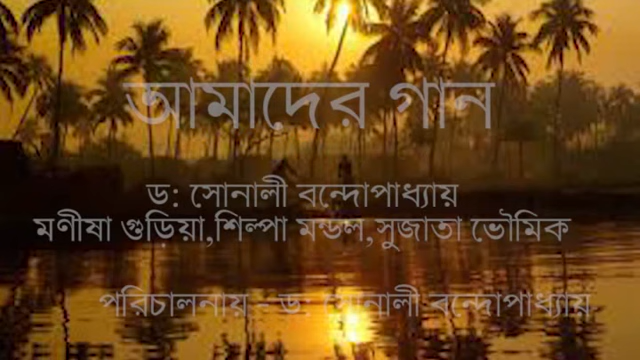 আমাদের গান
ড: সোনালী বন্দোপাধ্যায়
মণীষা গুড়িয়া,শিল্পা মন্ডল,সুজাতা ভৌমিক
পরিচালনায় - ড: সোনালী বন্দোপাধ্যায়